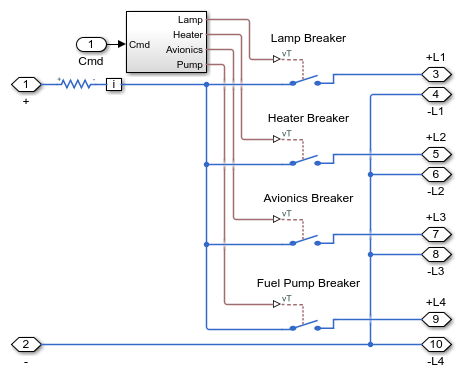 Lamp
Heater
Avionics
Pump
Cmd
1
Cmd
Lamp Breaker
vT
+L1
3
4
-L1
1
+
+
-
i
Heater Breaker
vT
+L2
5
6
-L2
Avionics Breaker
vT
+L3
7
8
-L3
Fuel Pump Breaker
vT
+L4
9
2
-
10
-L4